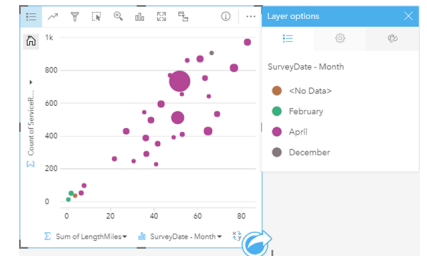 Layer options
1k
800
600
400
200
0
0
20
40
60
80
Count of ServiceR...
Sum of LengthMiles
SurveyDate - Month
SurveyDate - Month
<No Data>
February
April
December